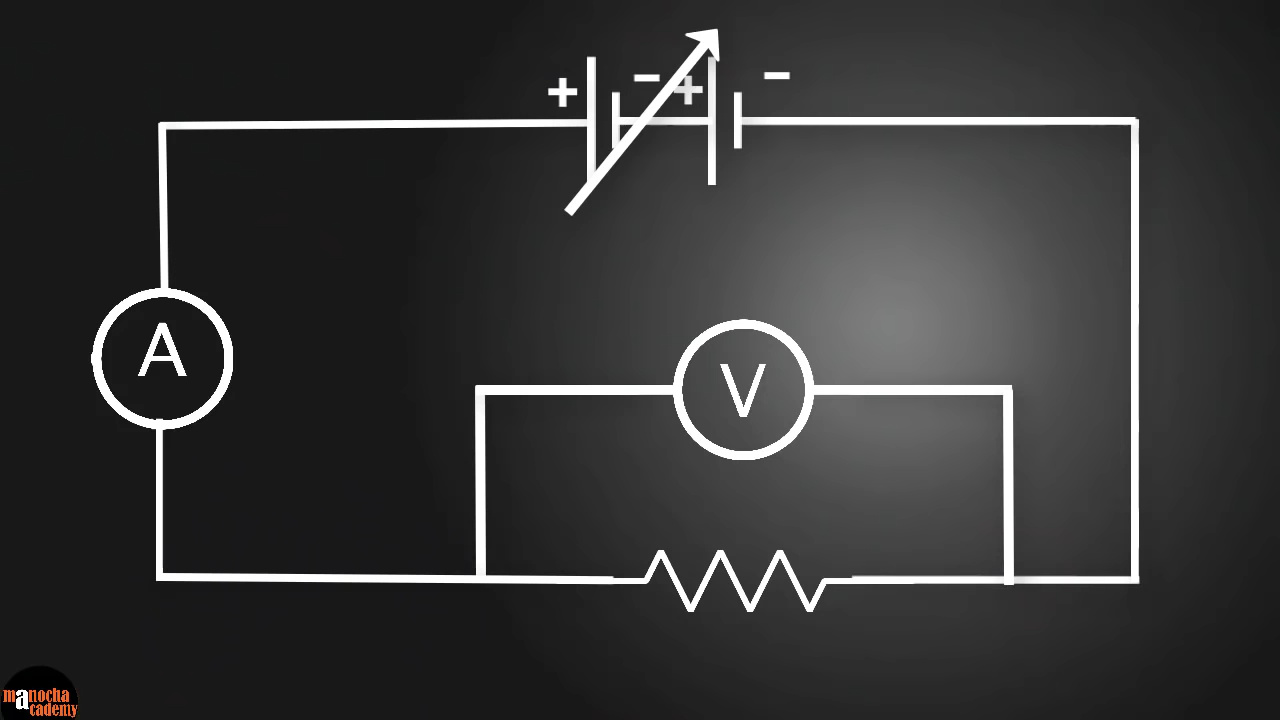 + − + −
A
V
manocha
academy